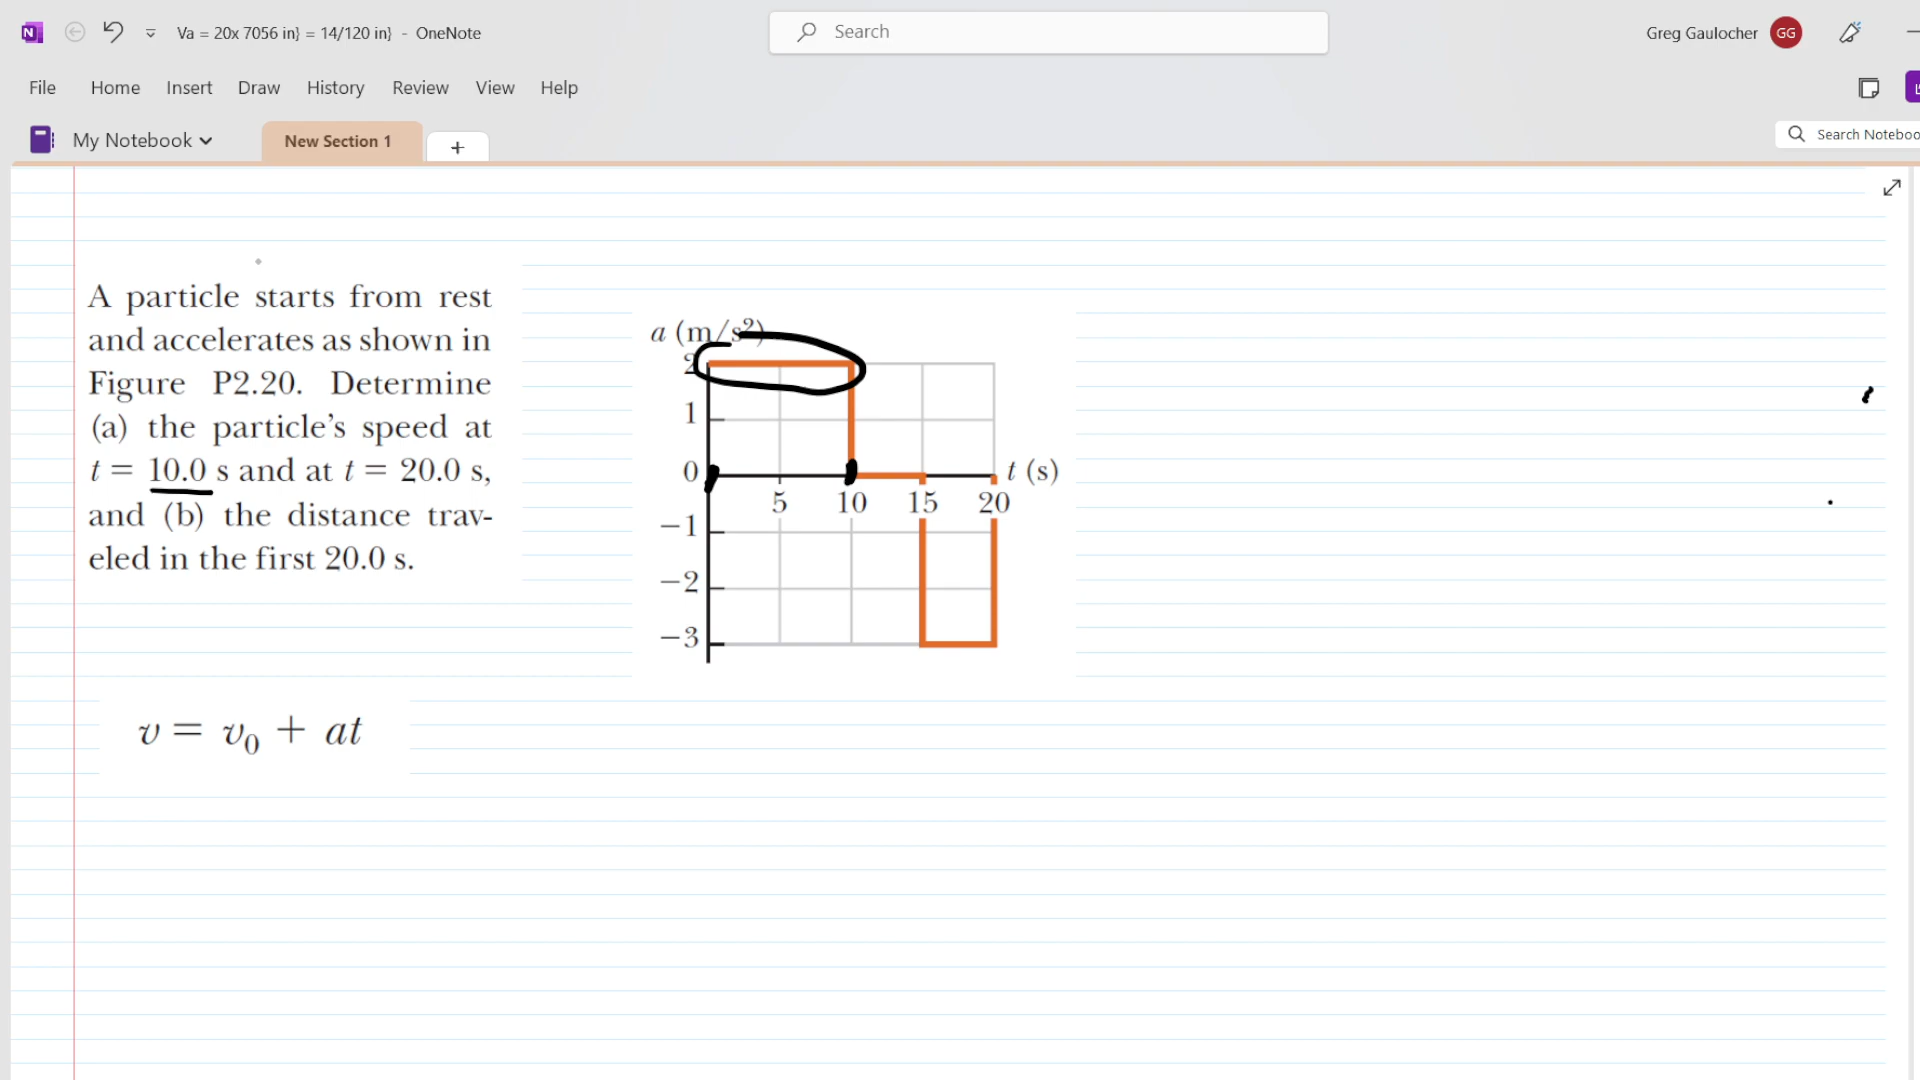 Va = 20x 7056 in} = 14/120 in} - OneNote
Search
Greg Gaulocher
GG
File Home Insert Draw History View Help
My Notebook
New Section 1
+
Search Noteboo
A particle starts from rest
and accelerates as shown in
Figure P2.20. Determine
(a) the particle's speed at
t = 10.0 s and at t = 20.0 s,
and (b) the distance trav-
eled in the first 20.0 s.
a (m/s²)
2
1
0
t (s)
5 10 15 20
−1
−2
−3
v = v₀ + at